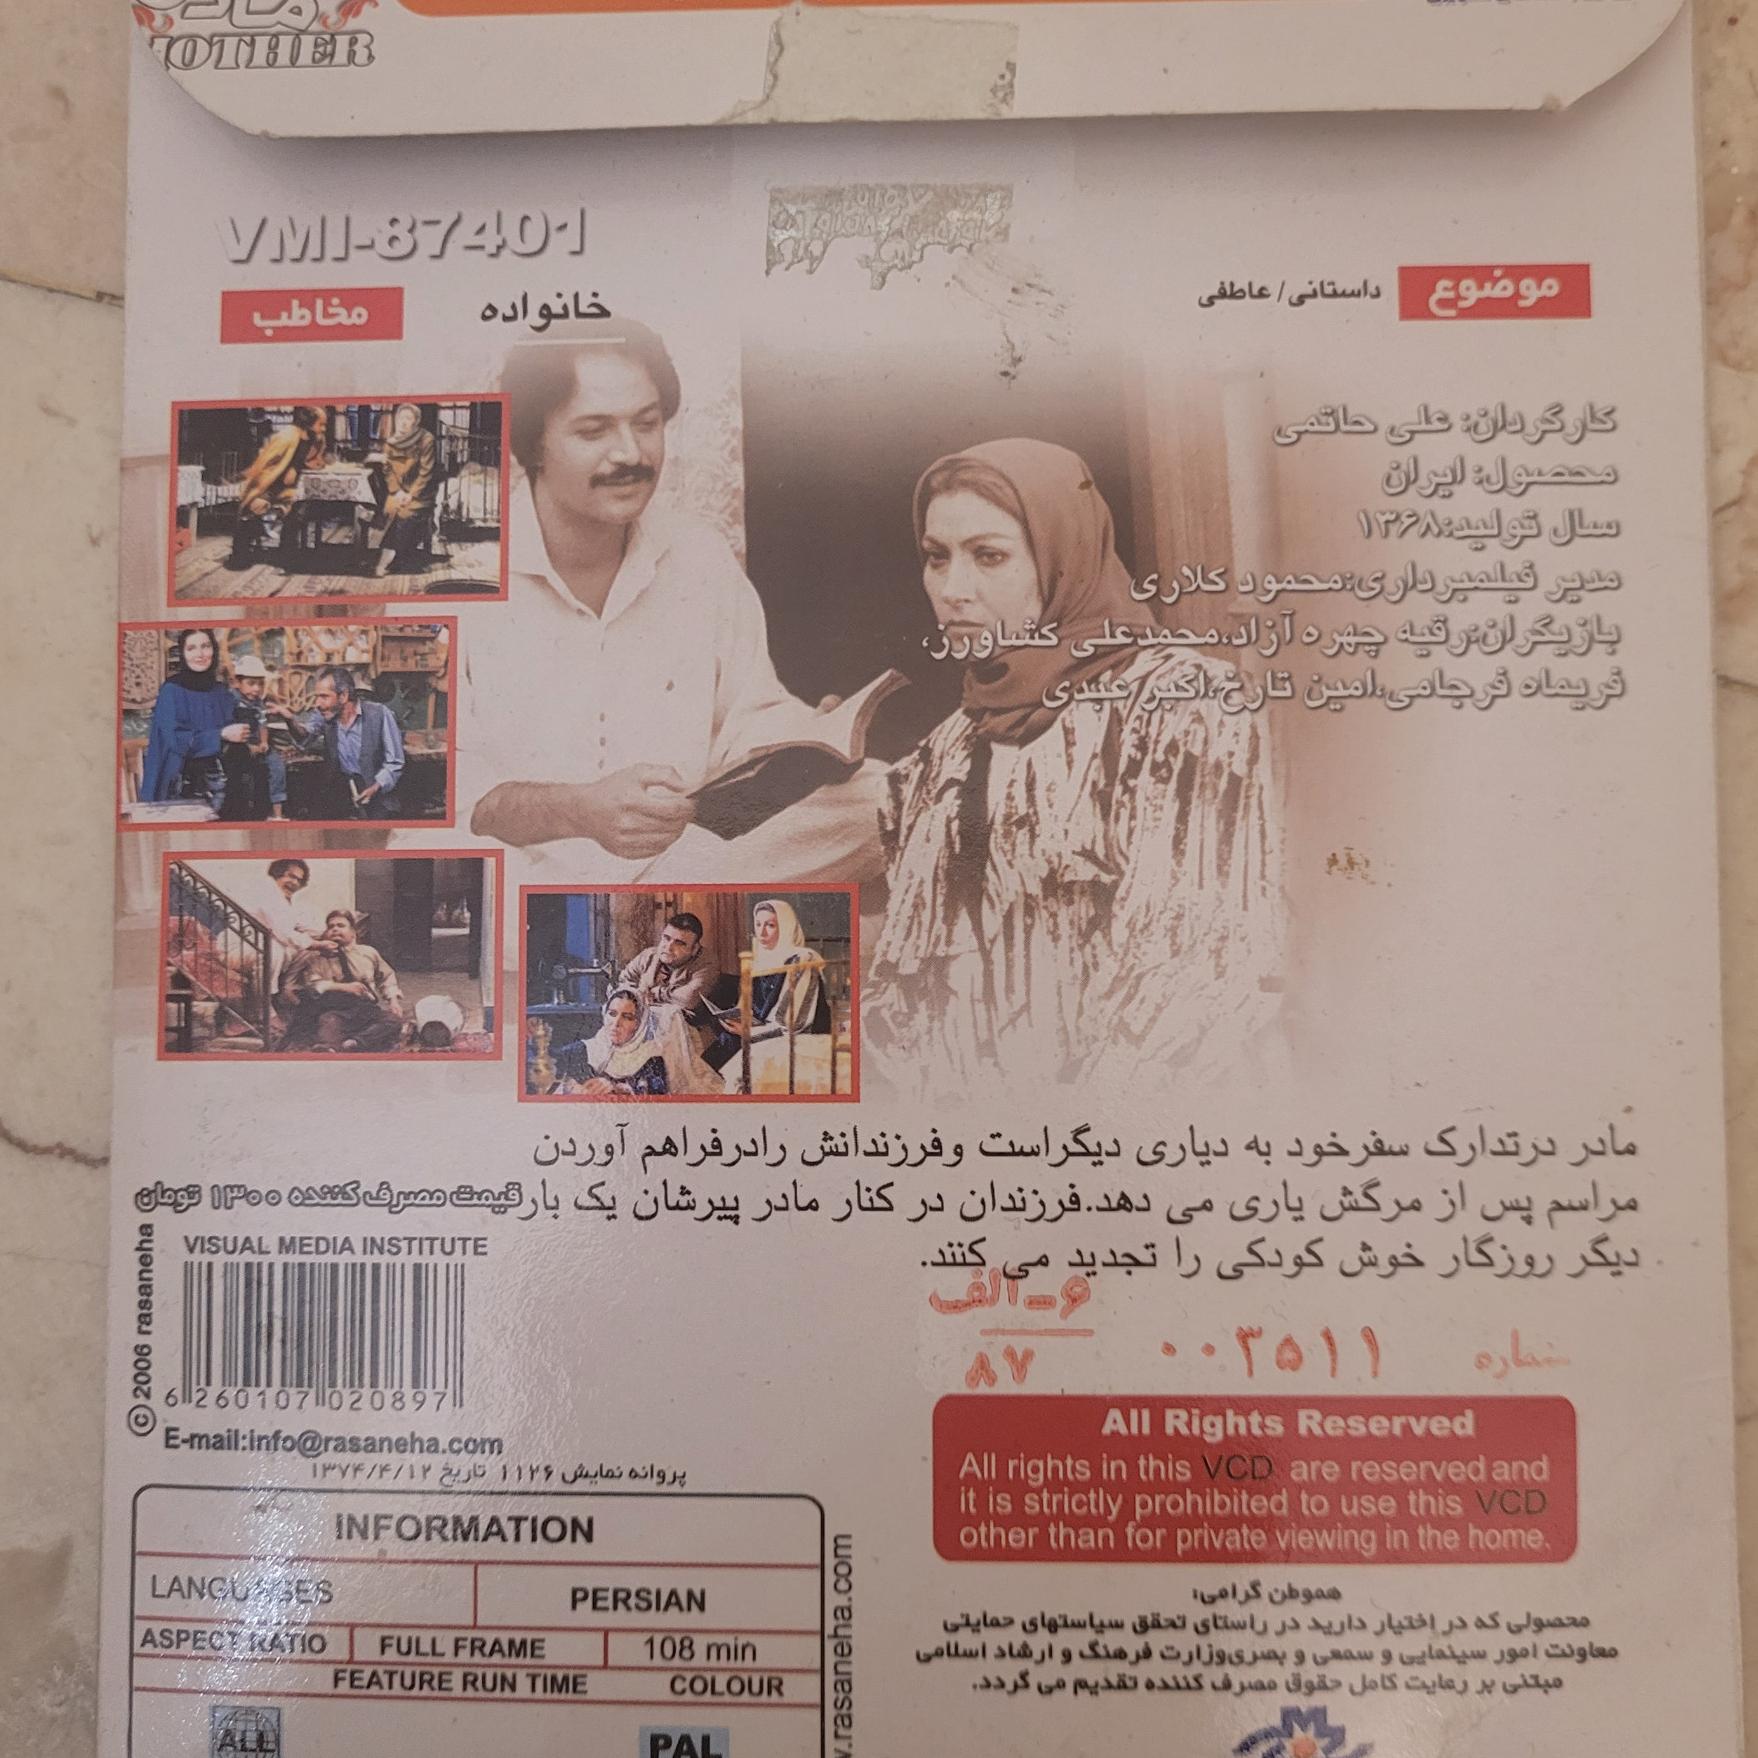 مادر
MOTHER
VMI-87401
موضوع داستانی/عاطفی
خانواده مخاطب
کارگردان: علی حاتمی
محصول: ایران
سال تولید:۱۳۶۸
مدیر فیلمبرداری:محمود کلاری
بازیگران:رقیه چهره آزاد،محمدعلی کشاورز،
فریماه فرجامی،امین تارخ،اکبر عبدی
مادر درتدارک سفرخود به دیاری دیگراست وفرزندانش رادرفراهم آوردن
مراسم پس از مرگش یاری می دهد.فرزندان در کنار مادر پیرشان یک بار
دیگر روزگار خوش کودکی را تجدید می کنند.
قیمت مصرف کننده ۱۳۰۰ تومان
VISUAL MEDIA INSTITUTE
6 260107 020897
© 2006 rasaneha
E-mail:info@rasaneha.com
پروانه نمایش ۱۱۲۶ تاریخ ۱۳۷۴/۴/۱۲
۶-الف
۸۷
شماره ۰۰۳۵۱۱
All Rights Reserved
All rights in this VCD are reserved and
it is strictly prohibited to use this VCD
other than for private viewing in the home.
هموطن گرامی:
محصولی که در اختیار دارید در راستای تحقق سیاستهای حمایتی
معاونت امور سینمایی و سمعی و بصری‌وزارت فرهنگ و ارشاد اسلامی
مبتنی بر رعایت کامل حقوق مصرف کننده تقدیم می گردد.
INFORMATION
LANGUAGES PERSIAN
ASPECT RATIO FULL FRAME 108 min
FEATURE RUN TIME COLOUR
ALL PAL
w.rasaneha.com